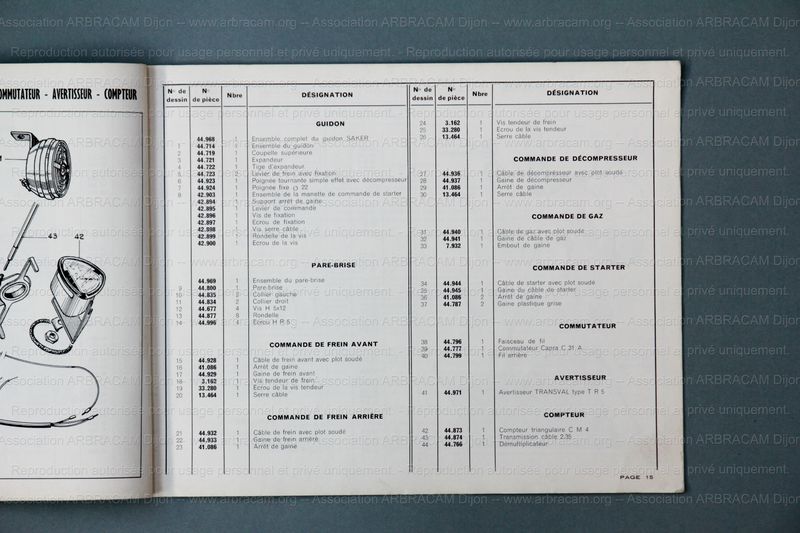 COMMUTATEUR - AVERTISSEUR - COMPTEUR
43 42
N° de dessin N° de pièce Nbre DÉSIGNATION
GUIDON
44.968 1 Ensemble complet du guidon SAKER
1 44.714 1 Ensemble du guidon
2 44.719 1 Coupelle supérieure
3 44.721 1 Expandeur
4 44.722 1 Tige d'expandeur
5 44.723 2 Levier de frein avec fixation
6 44.923 1 Poignée tournante simple effet avec décompresseur
7 44.924 1 Poignée fixe 22
8 42.903 1 Ensemble de la manette de commande de starter
42.894 1 Support arrêt de gaine
42.895 1 Levier de commande
42.896 1 Vis de fixation
42.897 1 Ecrou de fixation
42.898 1 Vis serre câble
42.899 1 Rondelle de la vis
42.900 1 Ecrou de la vis
PARE-BRISE
44.969 1 Ensemble du pare-brise
9 44.800 1 Pare-brise
10 44.835 Collier gauche
11 44.834 2 Collier droit
12 44.677 4 Vis H 5x12
13 44.877 8 Rondelle
14 44.996 4 Ecrou H R 5
COMMANDE DE FREIN AVANT
15 44.928 1 Câble de frein avant avec plot soudé
16 41.086 1 Arrêt de gaine
17 44.929 1 Gaine de frein avant
18 3.162 1 Vis tendeur de frein
19 33.280 1 Ecrou de vis tendeur
20 13.464 1 Serre câble
COMMANDE DE FREIN ARRIÈRE
21 44.932 1 Câble de frein avec plot soudé
22 44.933 1 Gaine de frein arrière
23 41.086 1 Arrêt de gaine
N° de dessin N° de pièce Nbre DÉSIGNATION
24 3.162 1 Vis tendeur de frein
25 33.280 1 Ecrou de la vis tendeur
26 13.464 1 Serre câble
COMMANDE DE DÉCOMPRESSEUR
27 44.936 1 Câble de décompresseur avec plot soudé
28 44.937 1 Gaine de décompresseur
29 41.086 1 Arrêt de gaine
30 13.464 1 Serre câble
COMMANDE DE GAZ
31 44.940 1 Câble de gaz avec plot soudé
32 44.941 1 Gaine de câble de gaz
33 7.932 1 Embout de gaine
COMMANDE DE STARTER
34 44.944 1 Câble de starter avec plot soudé
35 44.945 1 Gaine du câble de starter
36 41.086 2 Arrêt de gaine
37 44.787 2 Gaine plastique grise
COMMUTATEUR
38 44.796 1 Faisceau de fil
39 44.777 1 Commutateur Capra C 31 A
40 44.799 1 Fil arrière
AVERTISSEUR
41 44.971 1 Avertisseur TRANSVAL type T R 5
COMPTEUR
42 44.873 1 Compteur triangulaire C M 4
43 44.874 1 Transmission câble 2,35
44 44.766 1 Démultiplicateur
PAGE 15
www.arbracam.org -- Association ARBRACAM Dijon
Reproduction autorisée pour usage personnel et privé uniquement.